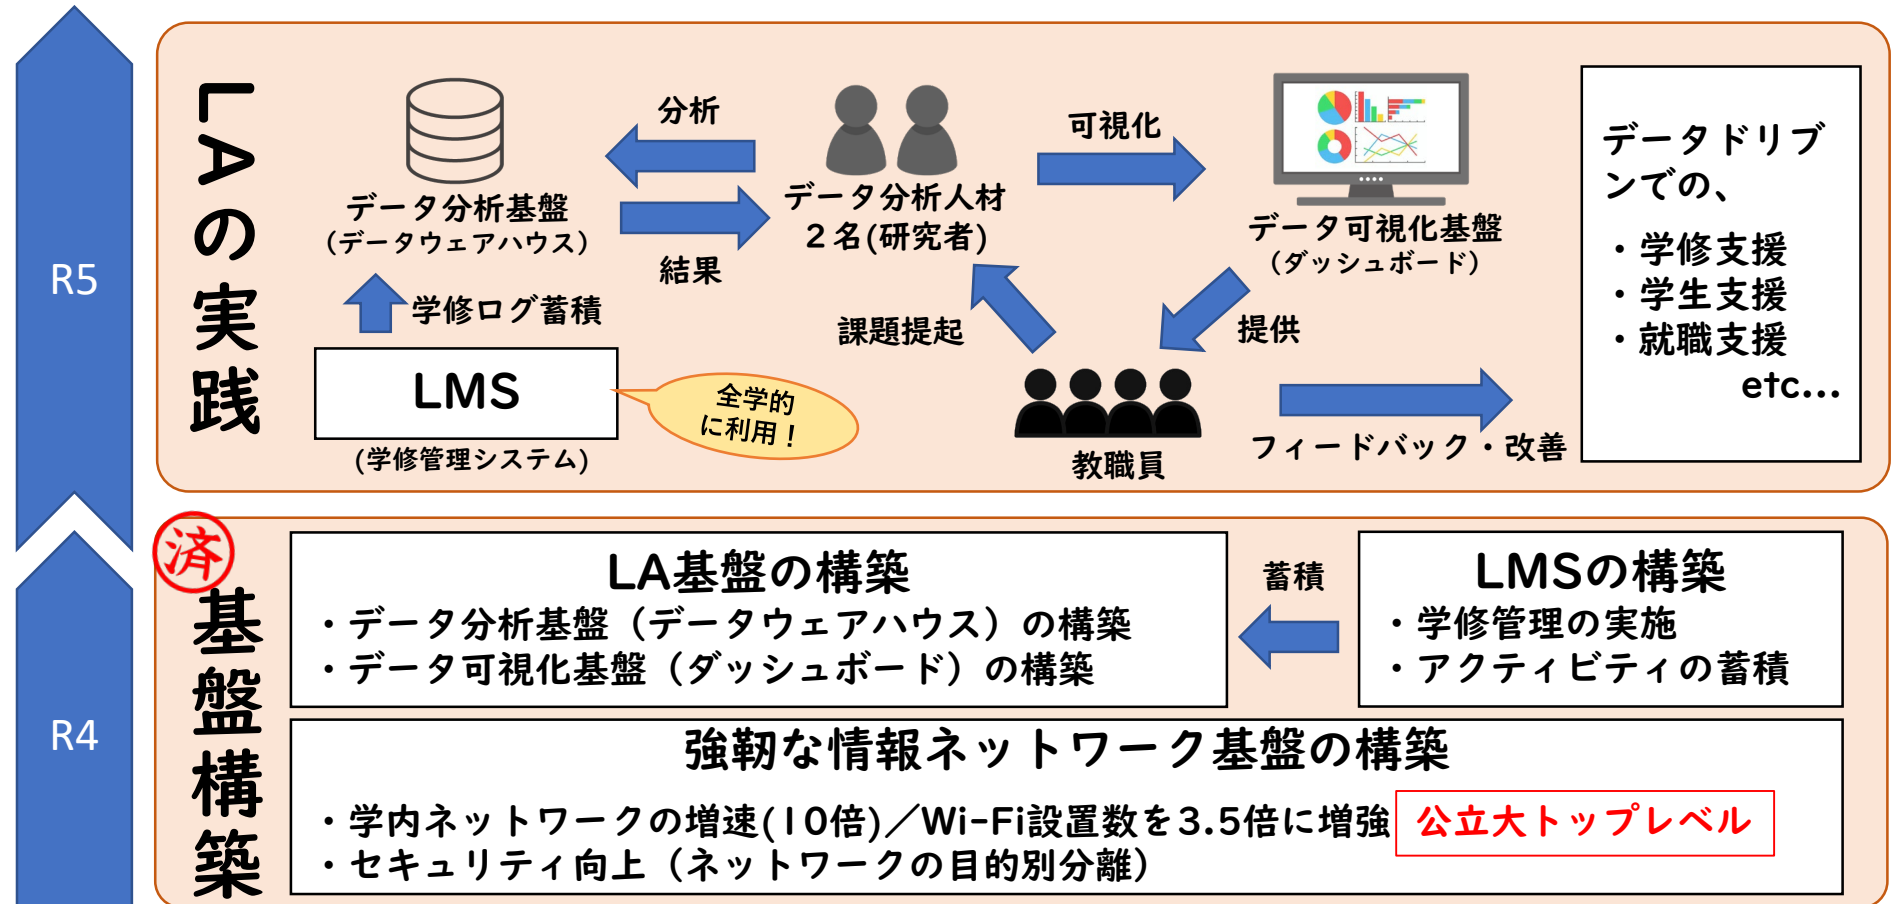 R5
LAの実践
データ分析基盤
(データウェアハウス)
分析
結果
データ分析人材
2名(研究者)
可視化
データ可視化基盤
(ダッシュボード)
学修ログ蓄積
LMS
(学修管理システム)
全学的
に利用！
課題提起
提供
教職員
フィードバック・改善
データドリブ
ンでの、
・学修支援
・学生支援
・就職支援
etc...
R4
済
基盤構築
LA基盤の構築
・データ分析基盤（データウェアハウス）の構築
・データ可視化基盤（ダッシュボード）の構築
蓄積
LMSの構築
・学修管理の実施
・アクティビティの蓄積
強靭な情報ネットワーク基盤の構築
・学内ネットワークの増速(10倍)／Wi-Fi設置数を3.5倍に増強
公立大トップレベル
・セキュリティ向上（ネットワークの目的別分離）